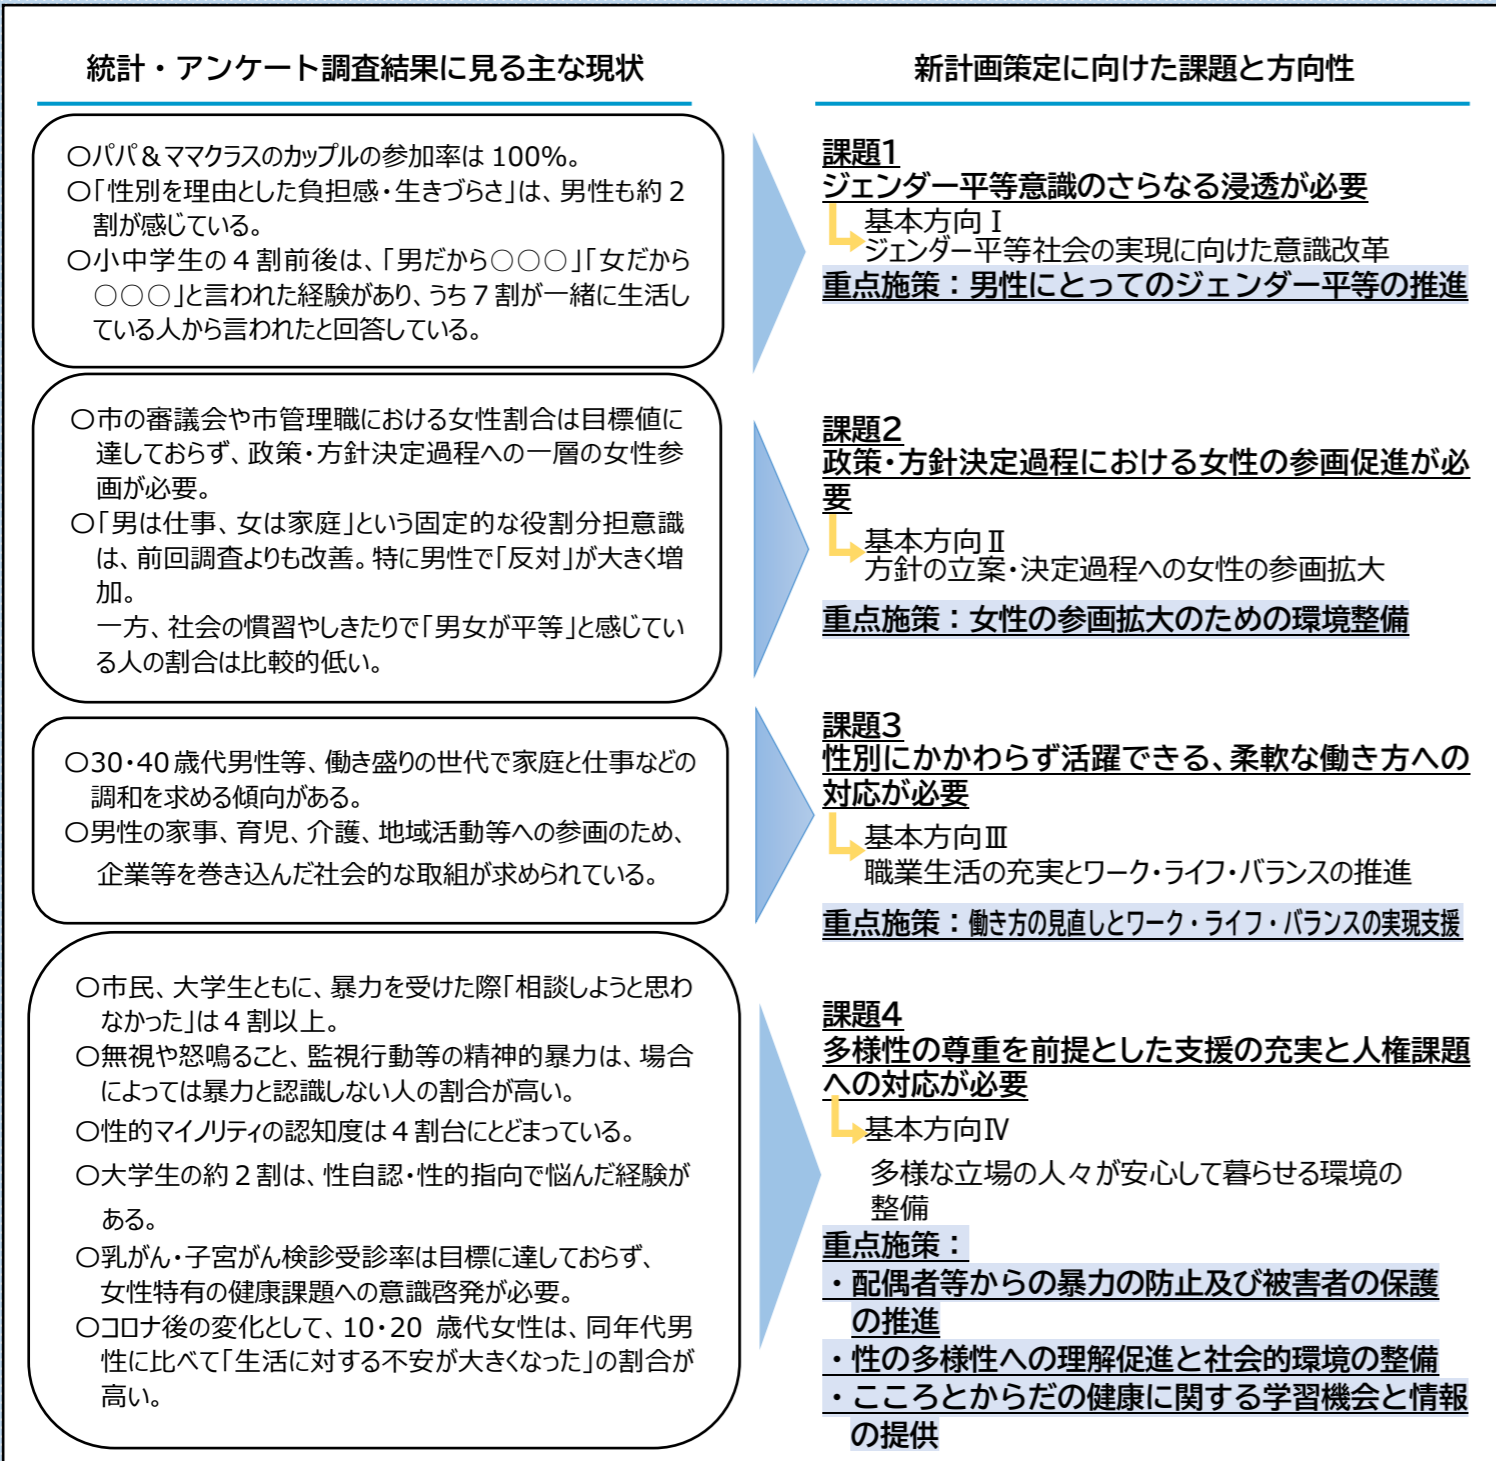 統計・アンケート調査結果に見る主な現状
〇パパ＆ママクラスのカップルの参加率は 100%。
〇「性別を理由とした負担感・生きづらさ」は、男性も約２
割が感じている。
〇小中学生の４割前後は、「男だから○○○」「女だから
○○○」と言われた経験があり、うち７割が一緒に生活し
ている人から言われたと回答している。
〇市の審議会や市管理職における女性割合は目標値に
達しておらず、政策・方針決定過程への一層の女性参
画が必要。
〇「男は仕事、女は家庭」という固定的な役割分担意識
は、前回調査よりも改善。特に男性で「反対」が大きく増
加。
一方、社会の慣習やしきたりで「男女が平等」と感じてい
る人の割合は比較的低い。
〇30・40 歳代男性等、働き盛りの世代で家庭と仕事などの
調和を求める傾向がある。
〇男性の家事、育児、介護、地域活動等への参画のため、
企業等を巻き込んだ社会的な取組が求められている。
〇市民、大学生ともに、暴力を受けた際「相談しようと思わ
なかった」は４割以上。
〇無視や怒鳴ること、監視行動等の精神的暴力は、場合
によっては暴力と認識しない人の割合が高い。
〇性的マイノリティの認知度は４割台にとどまっている。
〇大学生の約２割は、性自認・性的指向で悩んだ経験が
ある。
〇乳がん・子宮がん検診受診率は目標に達しておらず、
女性特有の健康課題への意識啓発が必要。
〇コロナ後の変化として、10・20 歳代女性は、同年代男
性に比べて「生活に対する不安が大きくなった」の割合が
高い。
新計画策定に向けた課題と方向性
課題1
ジェンダー平等意識のさらなる浸透が必要
基本方向Ⅰ
ジェンダー平等社会の実現に向けた意識改革
重点施策：男性にとってのジェンダー平等の推進
課題2
政策・方針決定過程における女性の参画促進が必
要
基本方向Ⅱ
方針の立案・決定過程への女性の参画拡大
重点施策：女性の参画拡大のための環境整備
課題3
性別にかかわらず活躍できる、柔軟な働き方への
対応が必要
基本方向Ⅲ
職業生活の充実とワーク・ライフ・バランスの推進
重点施策：働き方の見直しとワーク・ライフ・バランスの実現支援
課題4
多様性の尊重を前提とした支援の充実と人権課題
への対応が必要
基本方向Ⅳ
多様な立場の人々が安心して暮らせる環境の
整備
重点施策：
・配偶者等からの暴力の防止及び被害者の保護
の推進
・性の多様性への理解促進と社会的環境の整備
・こころとからだの健康に関する学習機会と情報
の提供